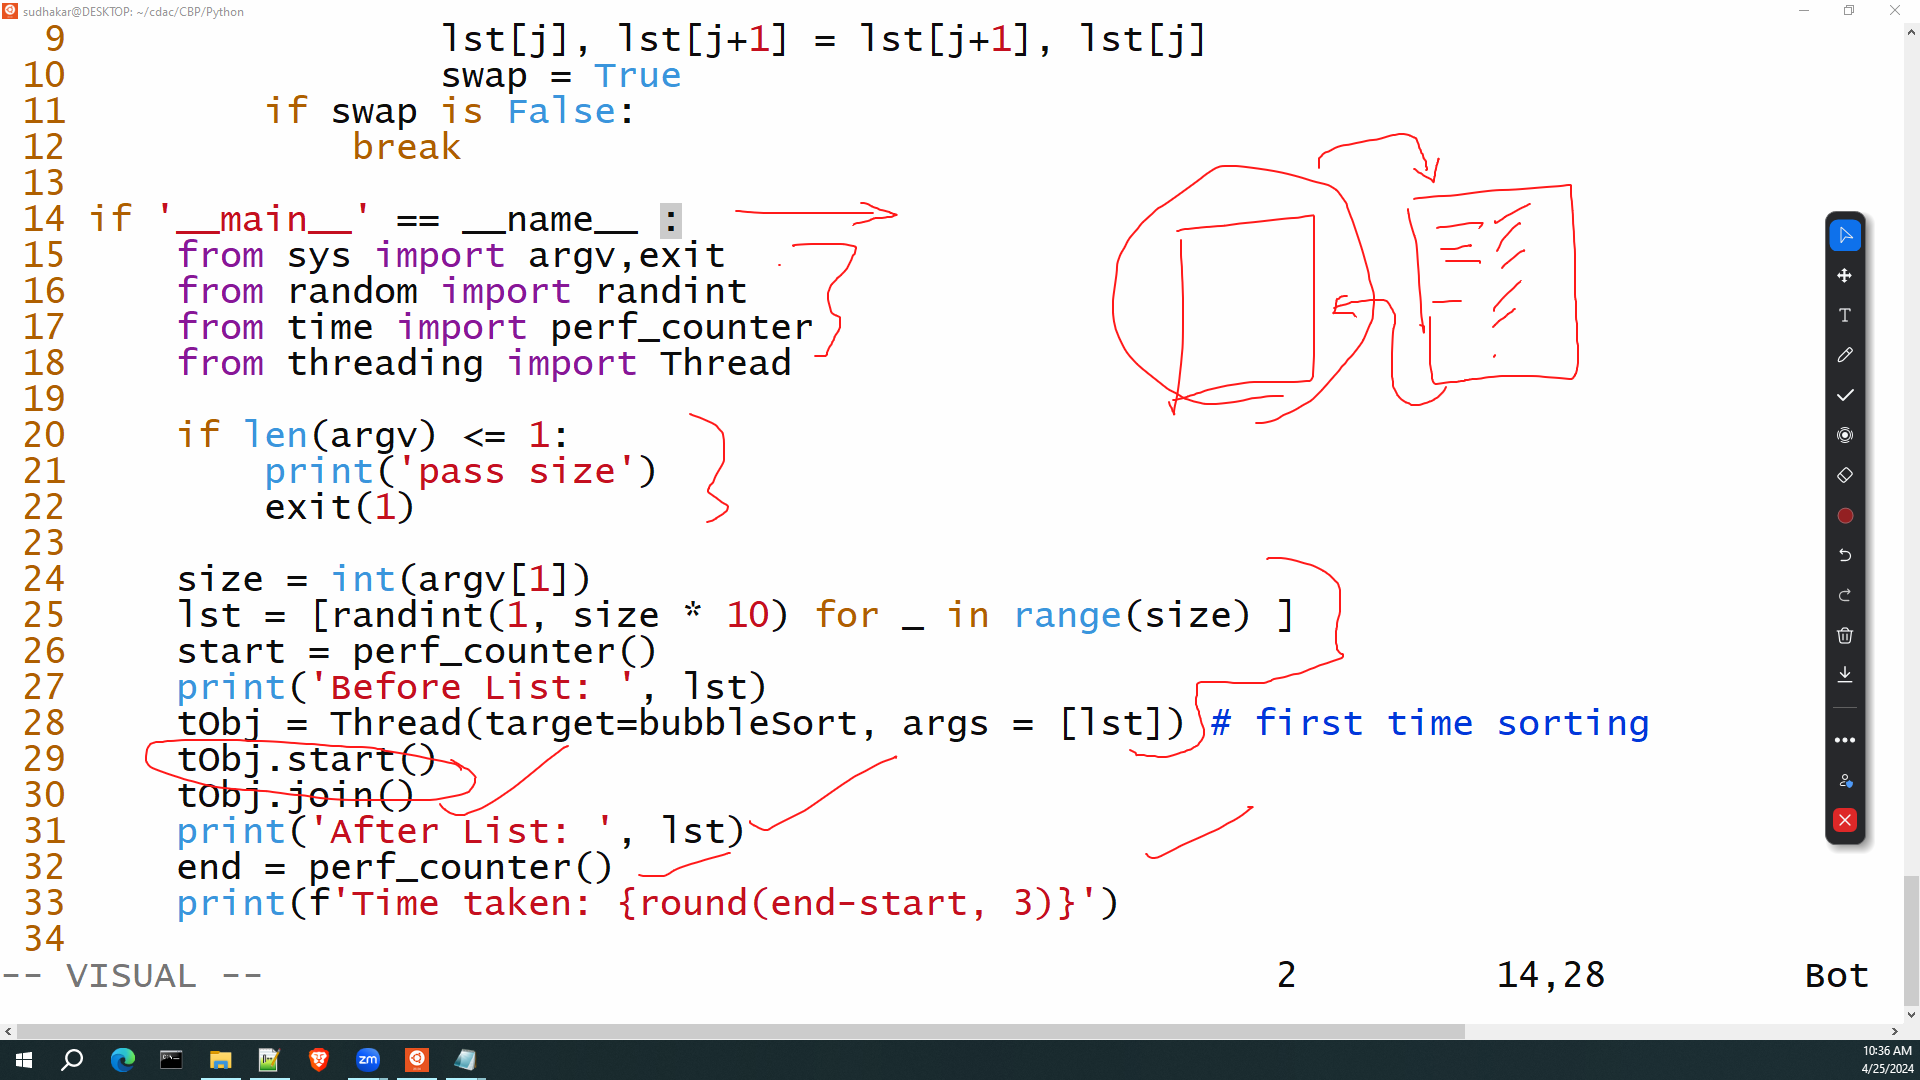 sudhakar@DESKTOP: ~/cdac/CBP/Python
9 lst[j], lst[j+1] = lst[j+1], lst[j]
10 swap = True
11 if swap is False:
12 break
13
14 if '__main__' == __name__ :
15 from sys import argv,exit
16 from random import randint
17 from time import perf_counter
18 from threading import Thread
19
20 if len(argv) <= 1:
21 print('pass size')
22 exit(1)
23
24 size = int(argv[1])
25 lst = [randint(1, size * 10) for _ in range(size) ]
26 start = perf_counter()
27 print('Before List: ', lst)
28 tObj = Thread(target=bubbleSort, args = [lst]) # first time sorting
29 tObj.start()
30 tObj.join()
31 print('After List: ', lst)
32 end = perf_counter()
33 print(f'Time taken: {round(end-start, 3)}')
34
-- VISUAL -- 2 14,28 Bot
zm
10:36 AM
4/25/2024